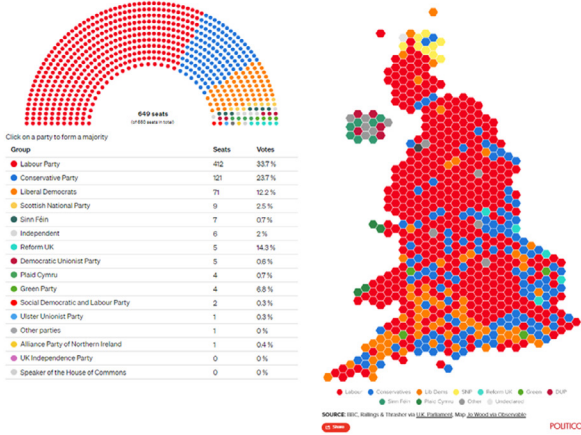 649 seats
(of 650 seats in total)
Click on a party to form a majority
Group Seats Votes
Labour Party 412 33.7 %
Conservative Party 121 23.7 %
Liberal Democrats 71 12.2 %
Scottish National Party 9 2.5 %
Sinn Féin 7 0.7 %
Independent 6 2 %
Reform UK 5 14.3 %
Democratic Unionist Party 5 0.6 %
Plaid Cymru 4 0.7 %
Green Party 4 6.8 %
Social Democratic and Labour Party 2 0.3 %
Ulster Unionist Party 1 0.3 %
Other parties 1 0 %
Alliance Party of Northern Ireland 1 0.4 %
UK Independence Party 0 0 %
Speaker of the House of Commons 0 0 %
Labour Conservatives Lib Dems SNP Reform UK Green DUP
Sinn Féin Plaid Cymru Other Undeclared
SOURCE: BBC, Rallings & Thrasher via U.K. Parliament. Map: Jo Wood via Observable
Share
POLITICO